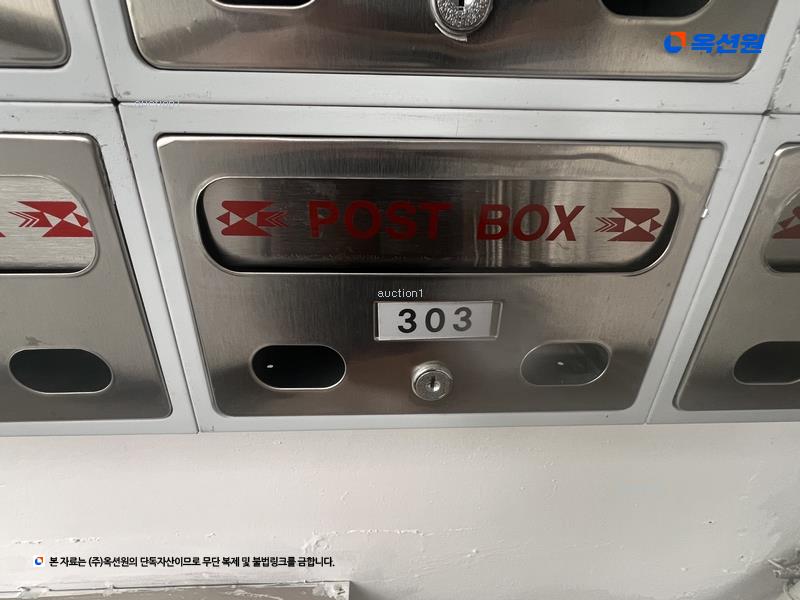 옥션원
auction1
POST BOX
auction1
303
본 자료는 (주)옥션원의 단독자산이므로 무단 복제 및 불법링크를 금합니다.